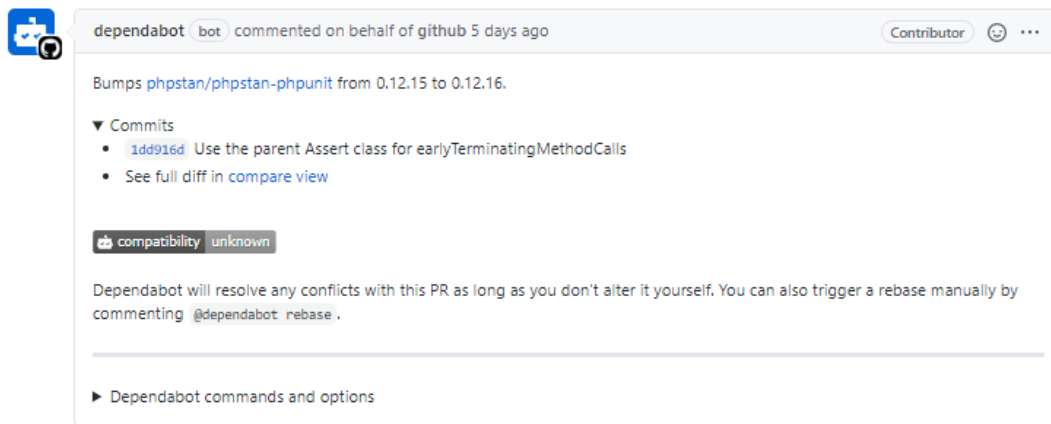 dependabot bot commented on behalf of github 5 days ago Contributor
Bumps phpstan/phpstan-phpunit from 0.12.15 to 0.12.16.
▼ Commits
• 1dd916d Use the parent Assert class for earlyTerminatingMethodCalls
• See full diff in compare view
compatibility unknown
Dependabot will resolve any conflicts with this PR as long as you don't alter it yourself. You can also trigger a rebase manually by
commenting @dependabot rebase.
▶ Dependabot commands and options